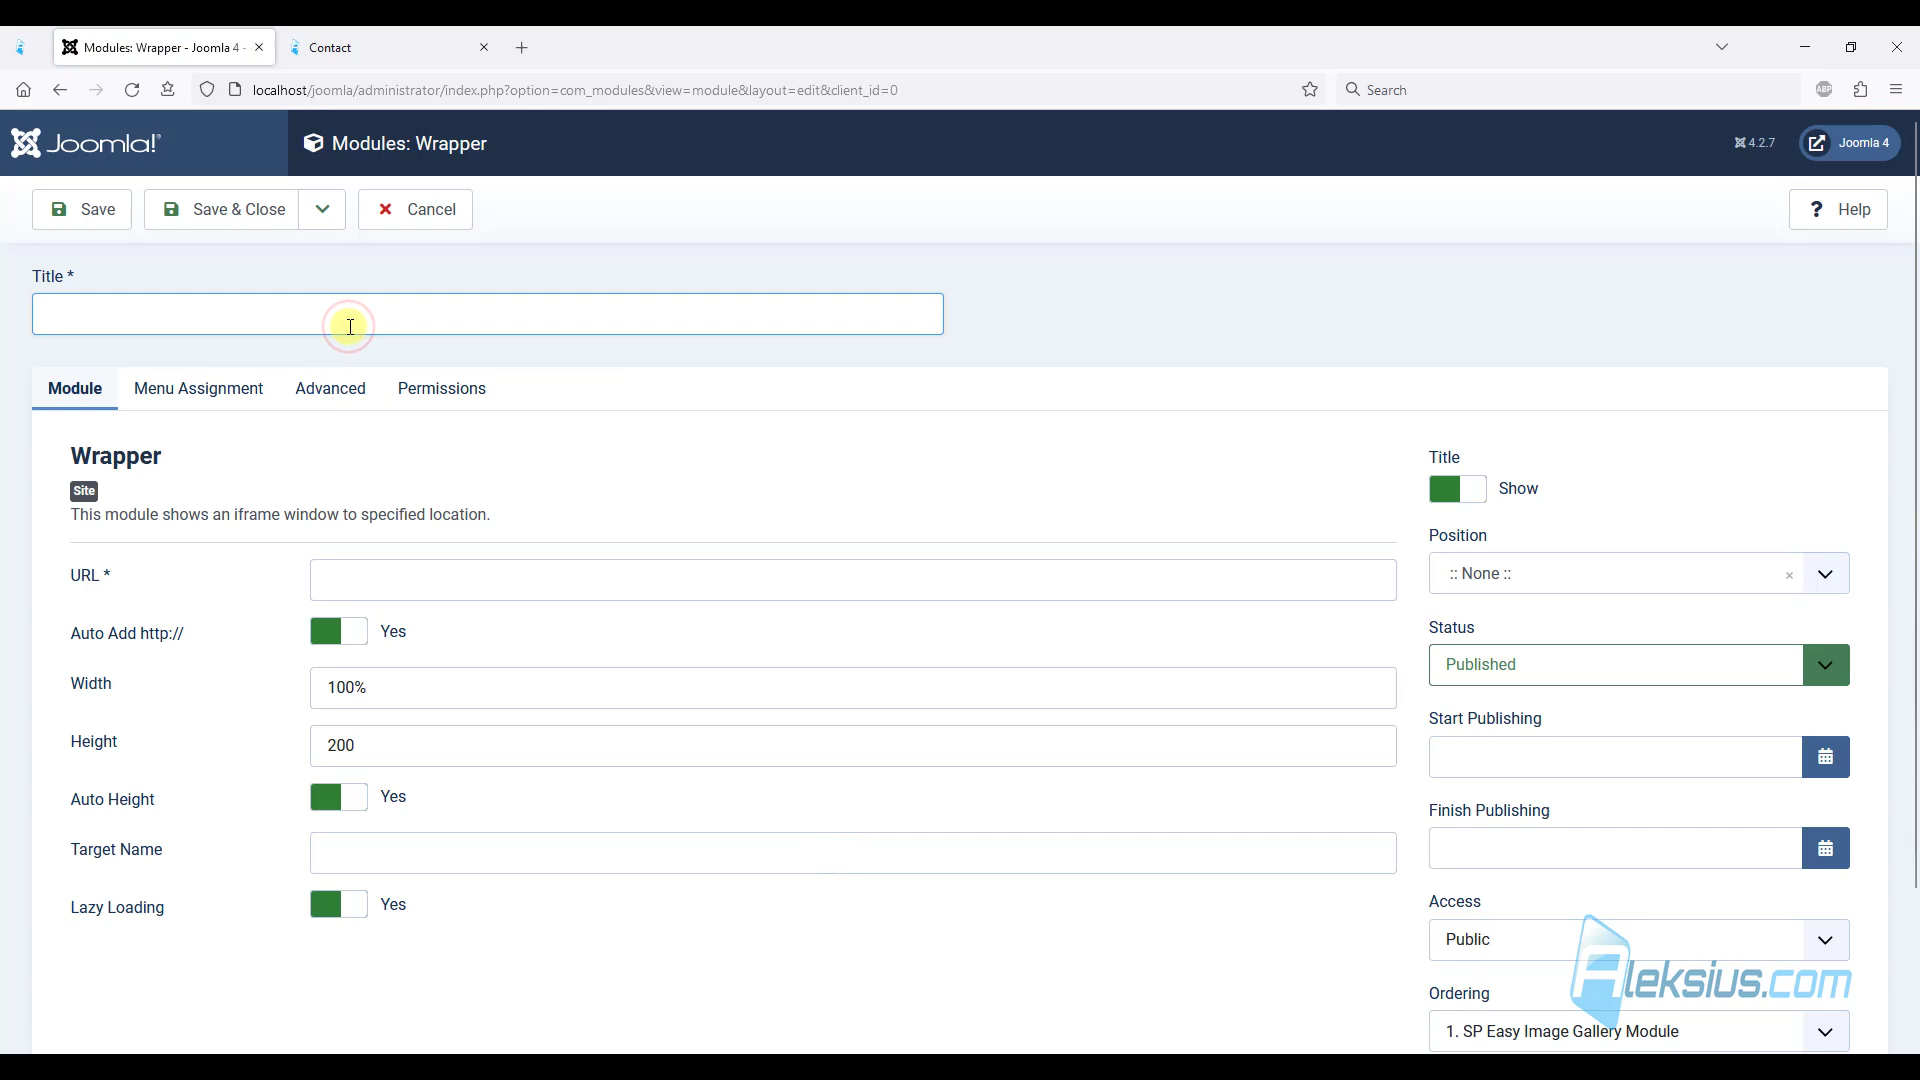 Modules: Wrapper - Joomla 4 -
Contact
localhost/joomla/administrator/index.php?option=com_modules&view=module&layout=edit&client_id=0
Search
ABP
Joomla!®
Modules: Wrapper
4.2.7
Joomla 4
Save
Save & Close
Cancel
? Help
Title *
Module
Menu Assignment
Advanced
Permissions
Wrapper
Site
This module shows an iframe window to specified location.
URL *
Auto Add http://
Yes
Width
100%
Height
200
Auto Height
Yes
Target Name
Lazy Loading
Yes
Title
Show
Position
:: None ::
Status
Published
Start Publishing
Finish Publishing
Access
Public
Ordering
1. SP Easy Image Gallery Module
Aleksius.com